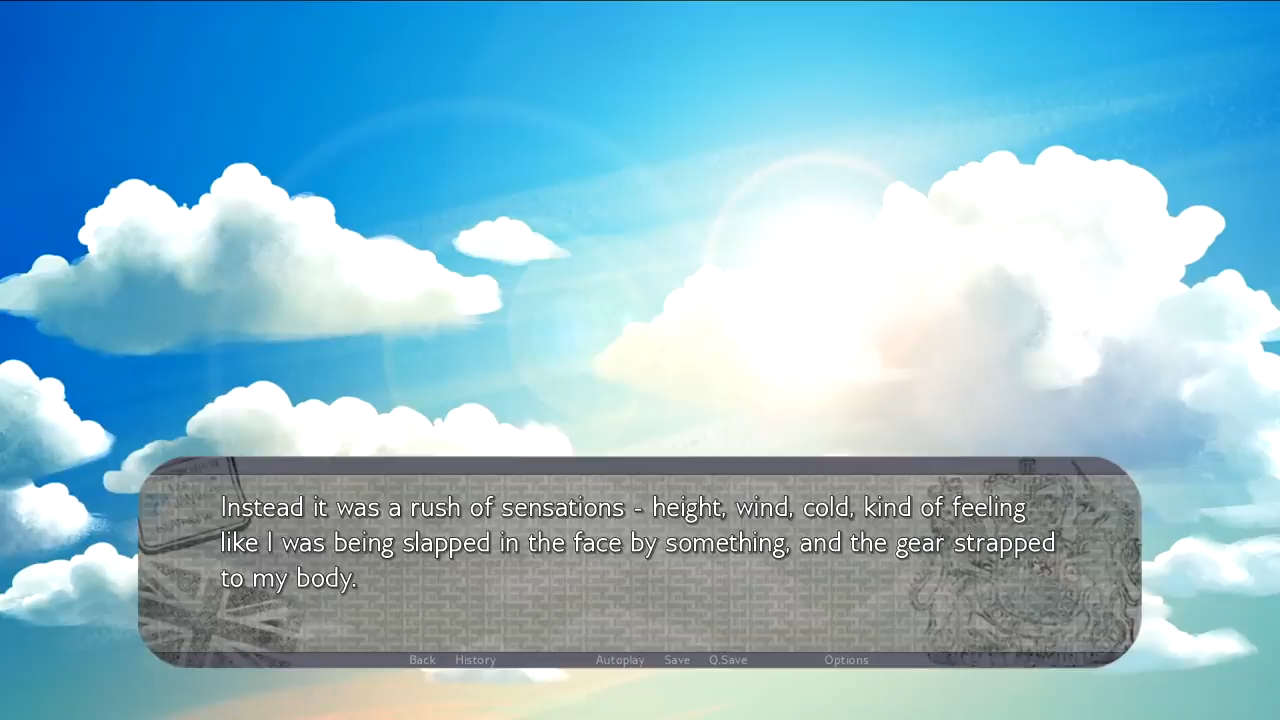 Instead it was a rush of sensations - height, wind, cold, kind of feeling
like I was being slapped in the face by something, and the gear strapped
to my body.
Back History Autoplay Save Q.Save Options